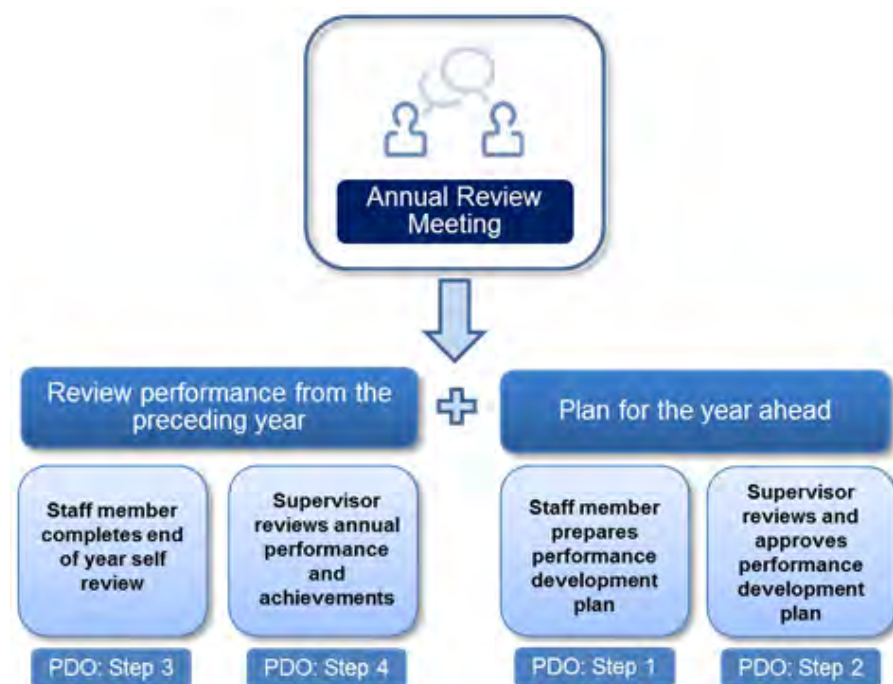 Annual Review
Meeting
Review performance from the
preceding year
Plan for the year ahead
Staff member
completes end
of year self
review
Supervisor
reviews annual
performance
and
achievements
Staff member
prepares
performance
development
plan
Supervisor
reviews and
approves
performance
development
plan
PDO: Step 3
PDO: Step 4
PDO: Step 1
PDO: Step 2